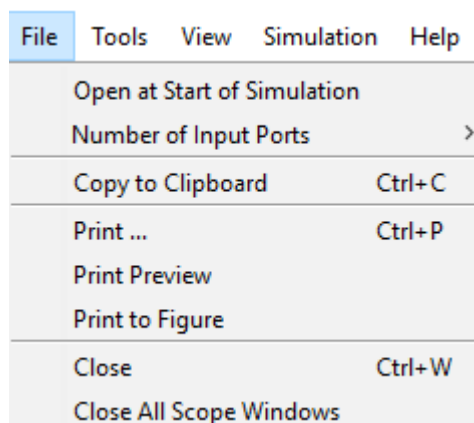 File Tools View Simulation Help
Open at Start of Simulation
Number of Input Ports
Copy to Clipboard Ctrl+C
Print ... Ctrl+P
Print Preview
Print to Figure
Close Ctrl+W
Close All Scope Windows